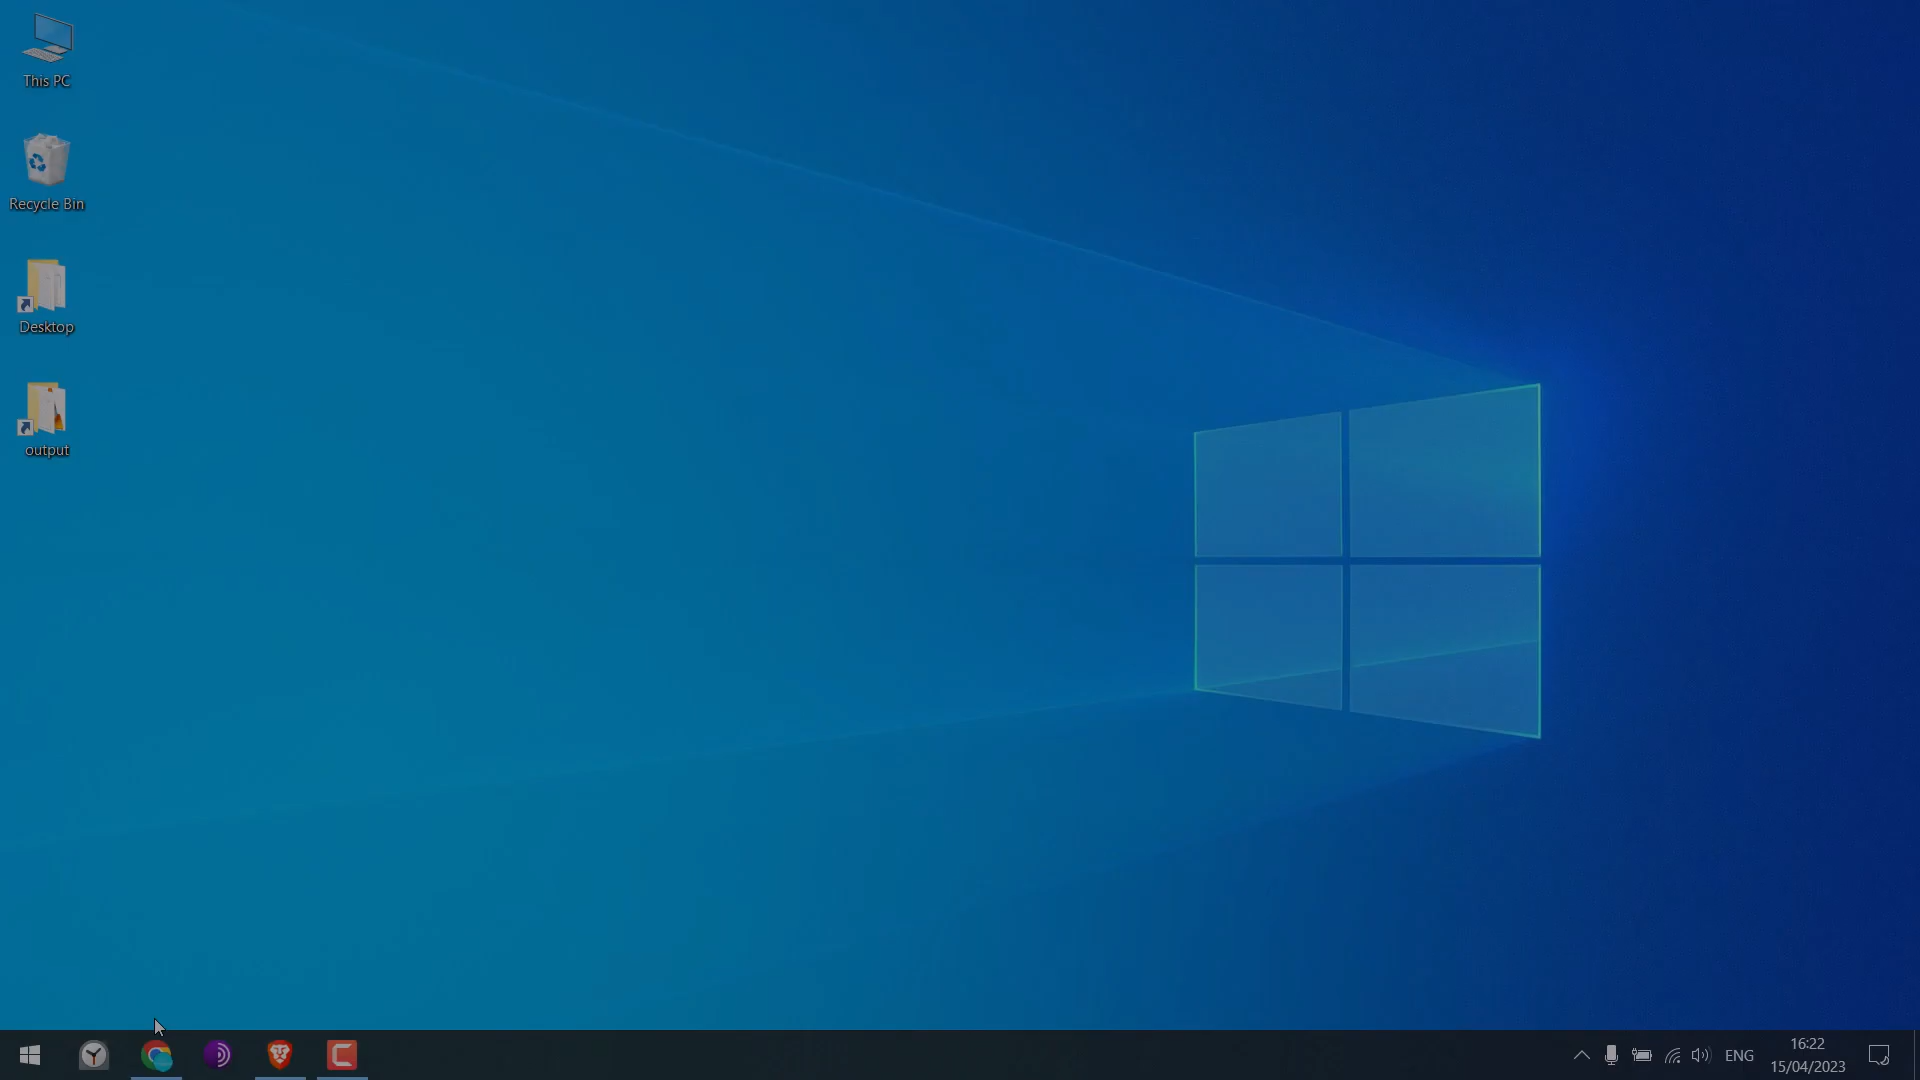 This PC
Recycle Bin
Desktop
output
ENG
16:22
15/04/2023